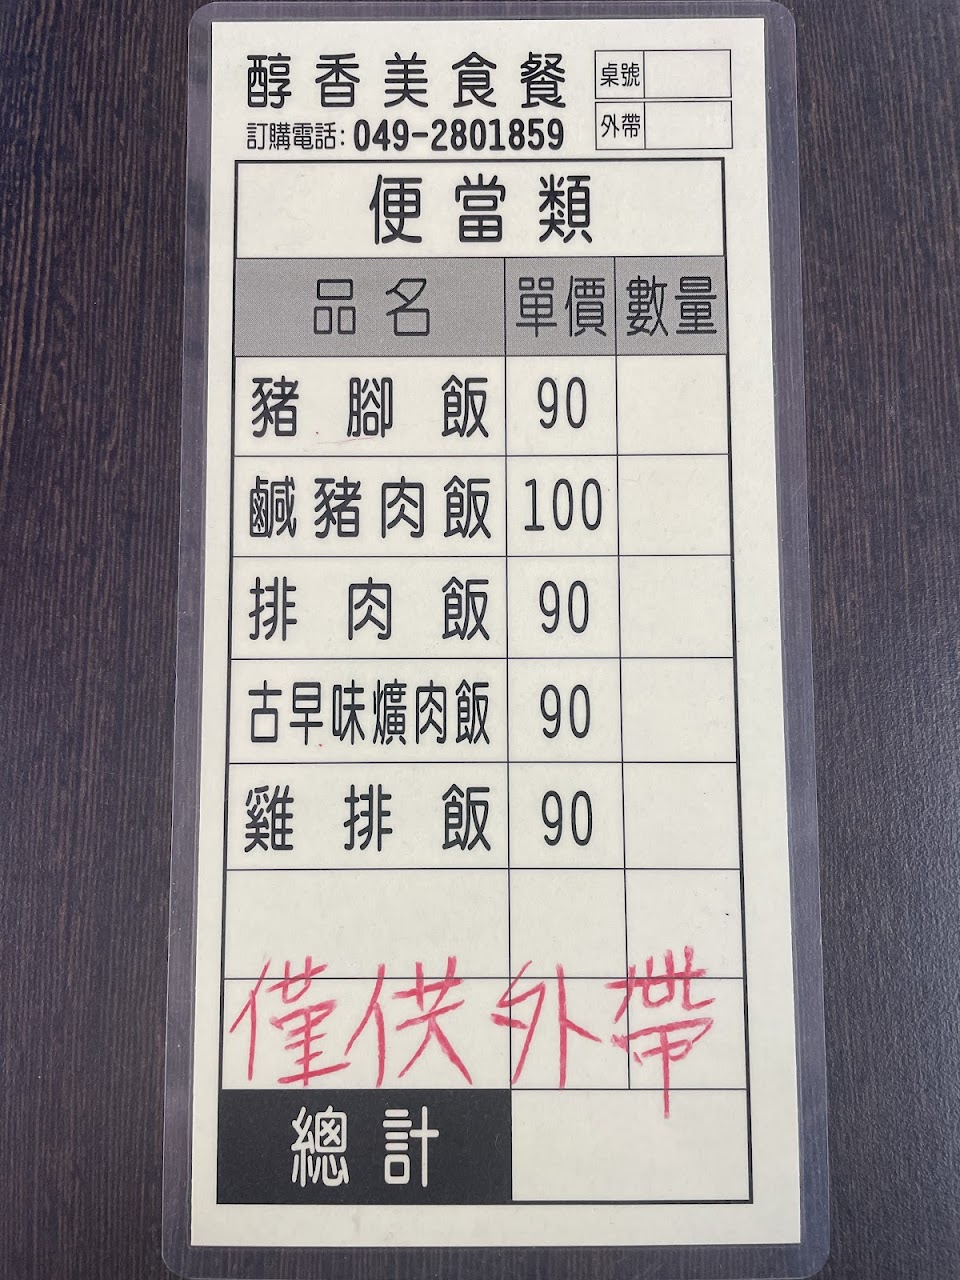 醇香美食餐
桌號
訂購電話:049-2801859
外帶
便當類
品名 單價 數量
豬腳飯 90
鹹豬肉飯 100
排肉飯 90
古早味爌肉飯 90
雞排飯 90
僅供外帶
總計